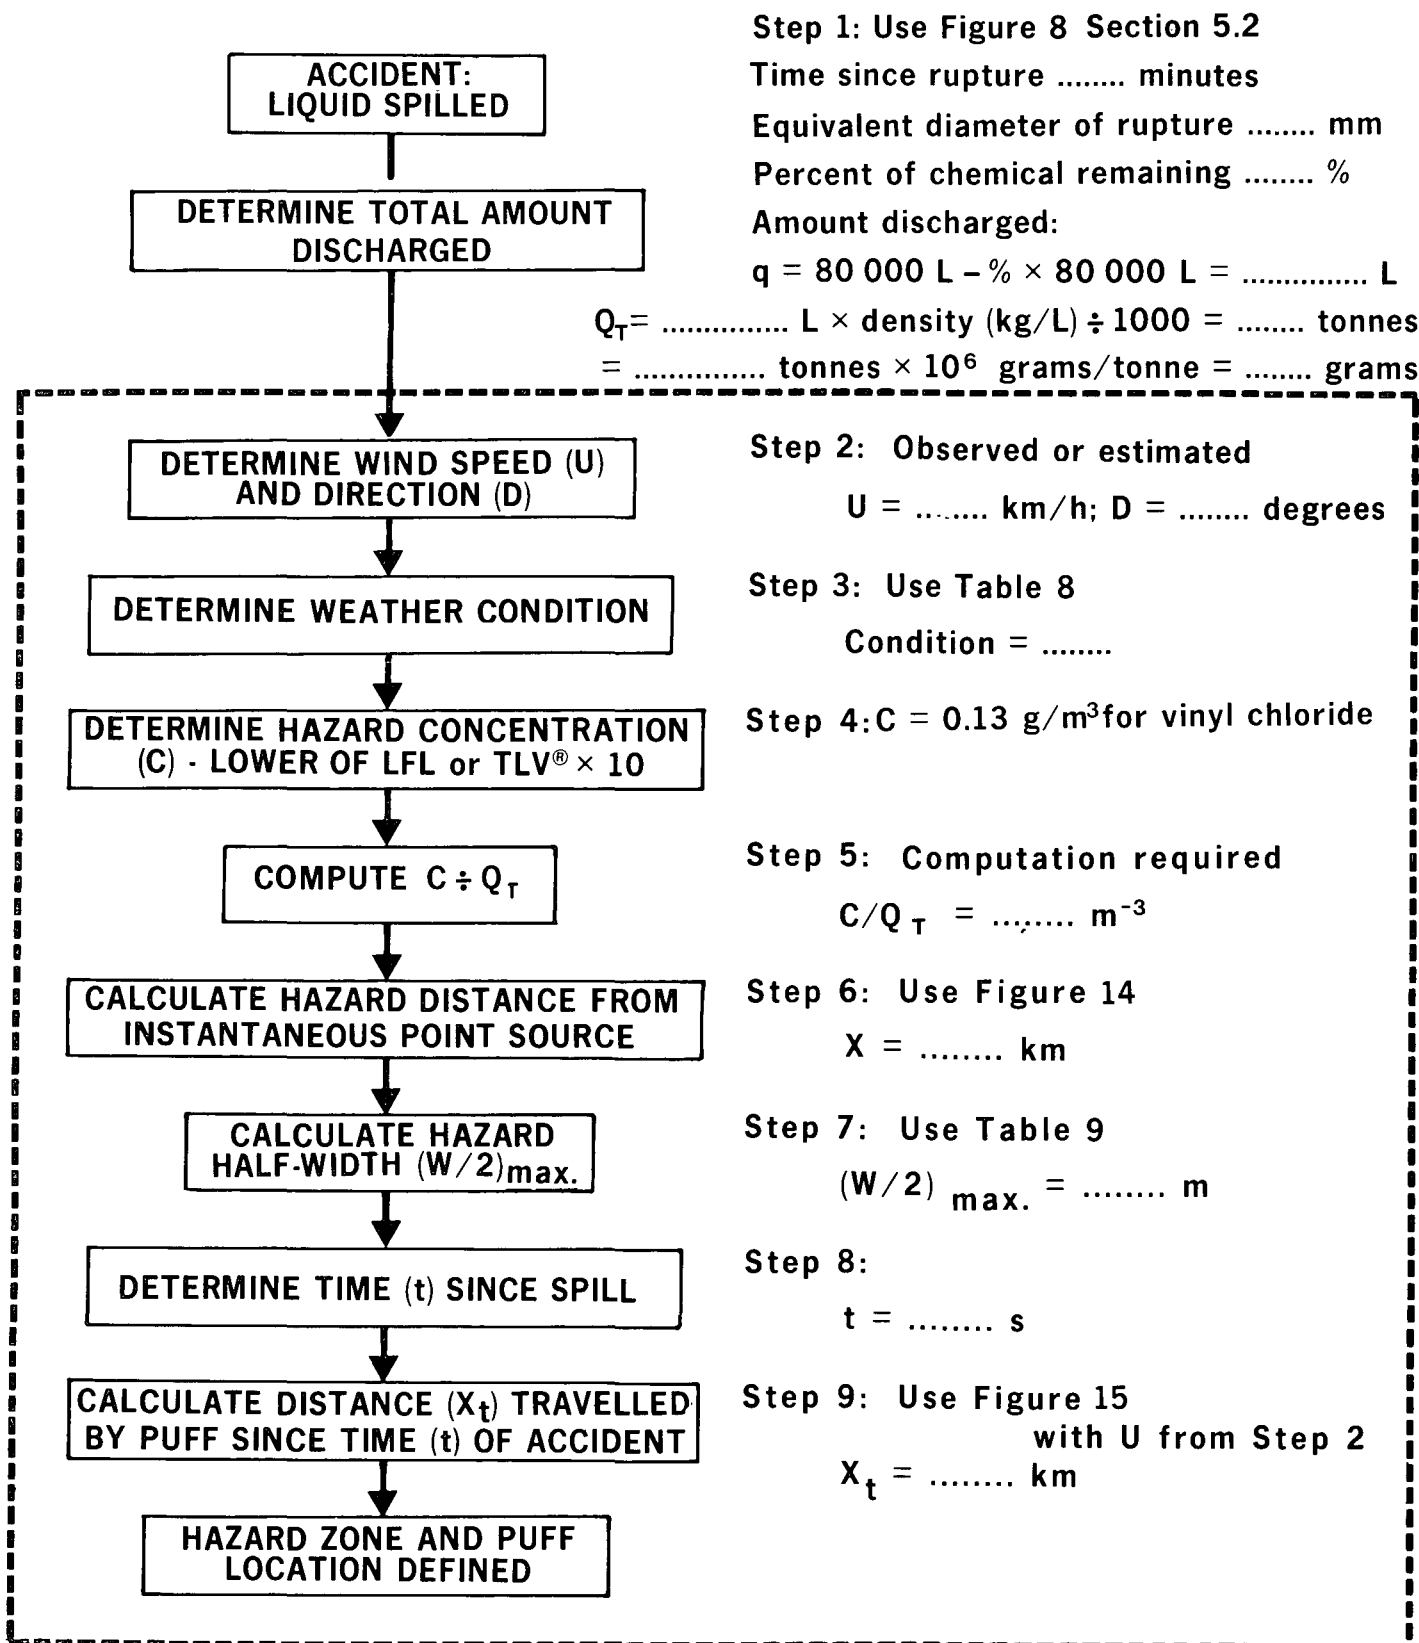 ACCIDENT:
LIQUID SPILLED
DETERMINE TOTAL AMOUNT
DISCHARGED
Step 1: Use Figure 8 Section 5.2
Time since rupture ........ minutes
Equivalent diameter of rupture ........ mm
Percent of chemical remaining ........ %
Amount discharged:
q = 80 000 L – % × 80 000 L = ............... L
Q_T = ............... L × density (kg/L) ÷ 1000 = ........ tonnes
= ............... tonnes × 10⁶ grams/tonne = ........ grams
DETERMINE WIND SPEED (U)
AND DIRECTION (D)
Step 2: Observed or estimated
U = ........ km/h; D = ........ degrees
DETERMINE WEATHER CONDITION
Step 3: Use Table 8
Condition = ........
DETERMINE HAZARD CONCENTRATION
(C) - LOWER OF LFL or TLV® × 10
Step 4: C = 0.13 g/m³ for vinyl chloride
COMPUTE C ÷ Q_T
Step 5: Computation required
C/Q_T = ........ m⁻³
CALCULATE HAZARD DISTANCE FROM
INSTANTANEOUS POINT SOURCE
Step 6: Use Figure 14
X = ........ km
CALCULATE HAZARD
HALF-WIDTH (W/2)max.
Step 7: Use Table 9
(W/2) max. = ........ m
DETERMINE TIME (t) SINCE SPILL
Step 8:
t = ........ s
CALCULATE DISTANCE (X_t) TRAVELLED
BY PUFF SINCE TIME (t) OF ACCIDENT
Step 9: Use Figure 15
with U from Step 2
X_t = ........ km
HAZARD ZONE AND PUFF
LOCATION DEFINED